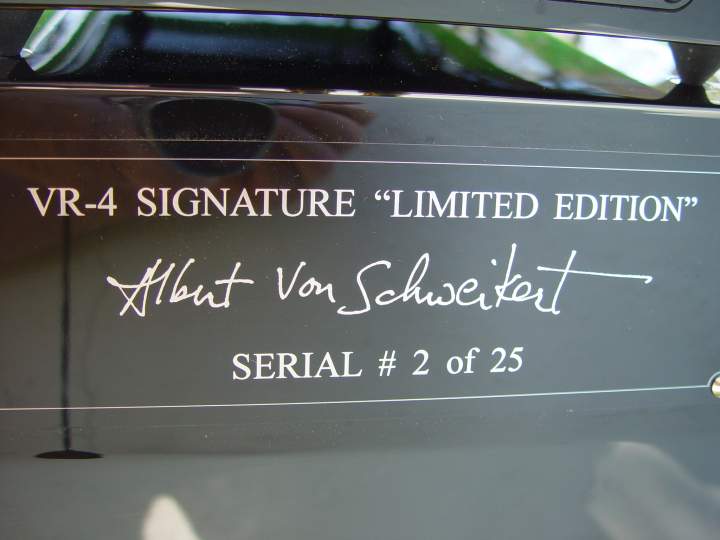 VR-4 SIGNATURE “LIMITED EDITION”
Albert Von Schweikert
SERIAL # 2 of 25